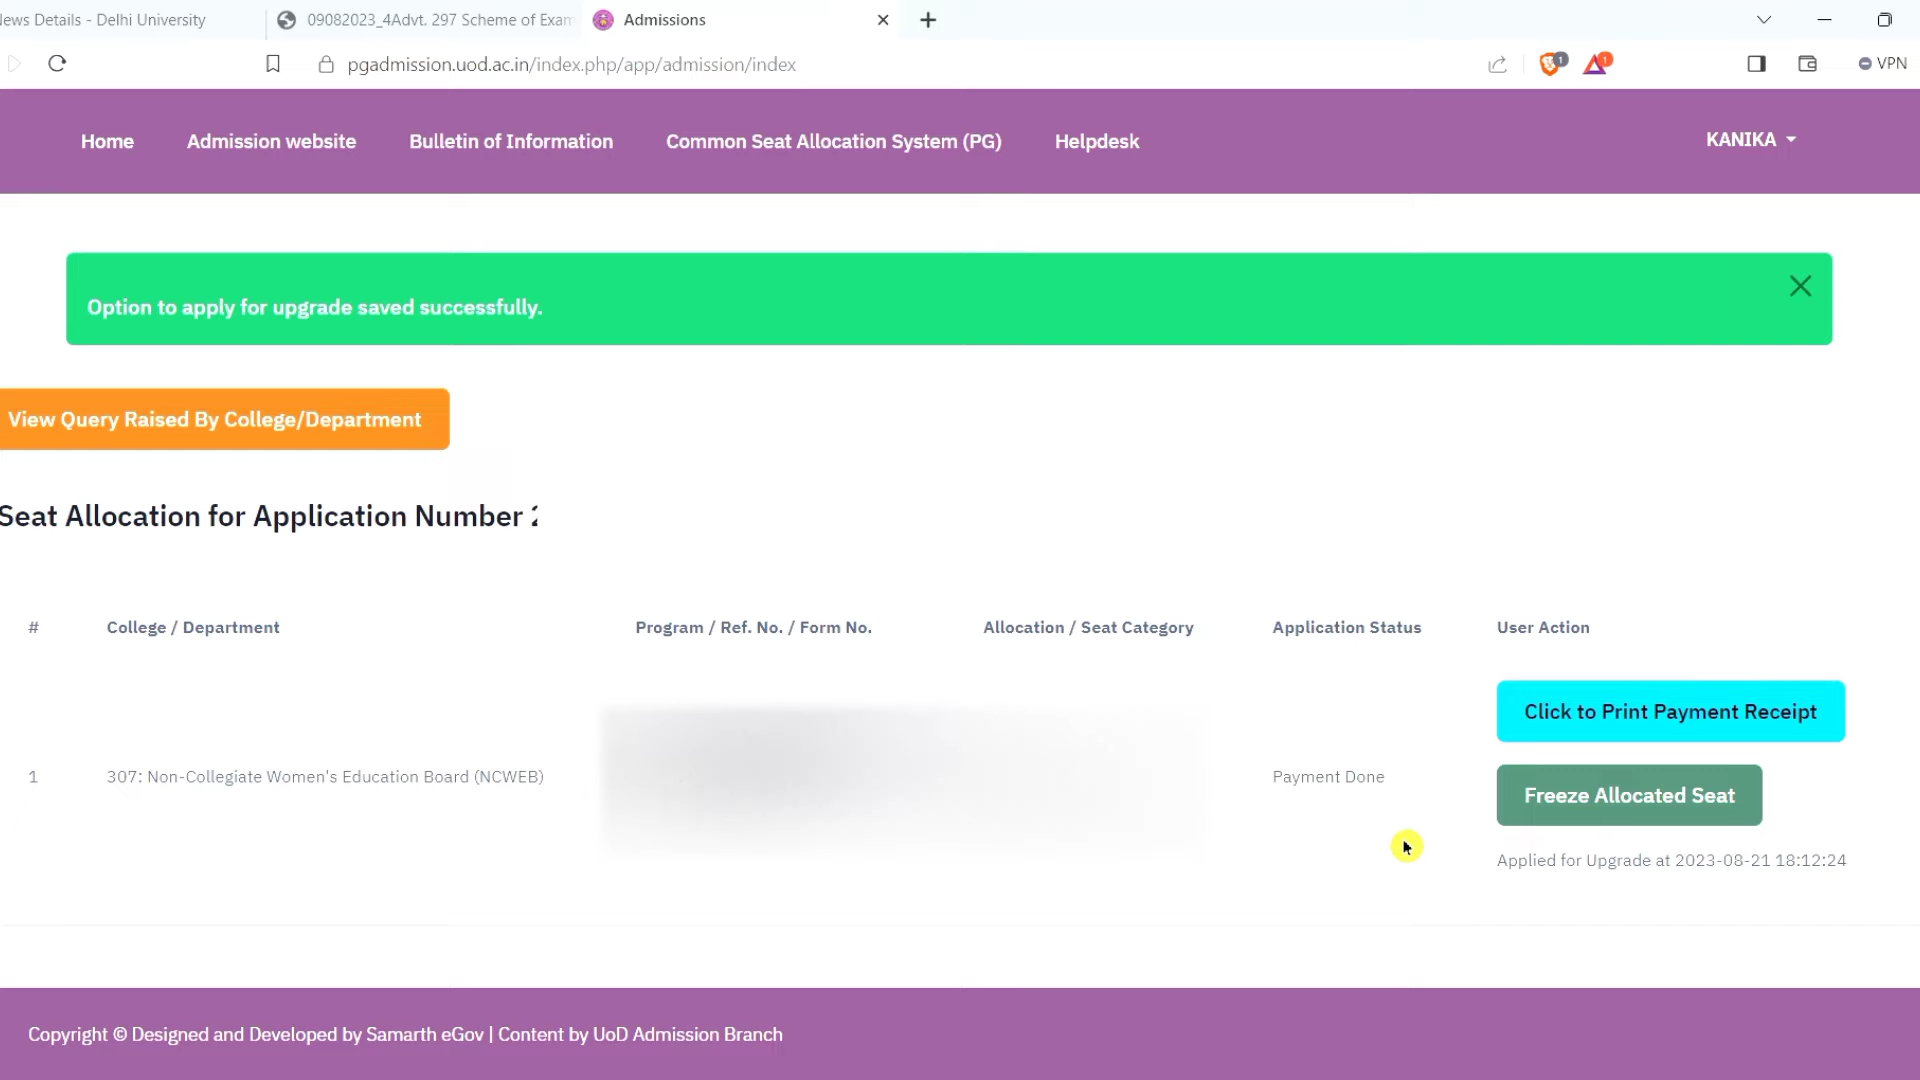 News Details - Delhi University
09082023_4Advt. 297 Scheme of Exam
Admissions
pgadmission.uod.ac.in/index.php/app/admission/index
1
1
VPN
Home
Admission website
Bulletin of Information
Common Seat Allocation System (PG)
Helpdesk
KANIKA
Option to apply for upgrade saved successfully.
View Query Raised By College/Department
Seat Allocation for Application Number
#
College / Department
Program / Ref. No. / Form No.
Allocation / Seat Category
Application Status
User Action
Click to Print Payment Receipt
1
307: Non-Collegiate Women's Education Board (NCWEB)
Payment Done
Freeze Allocated Seat
Applied for Upgrade at 2023-08-21 18:12:24
Copyright © Designed and Developed by Samarth eGov | Content by UoD Admission Branch